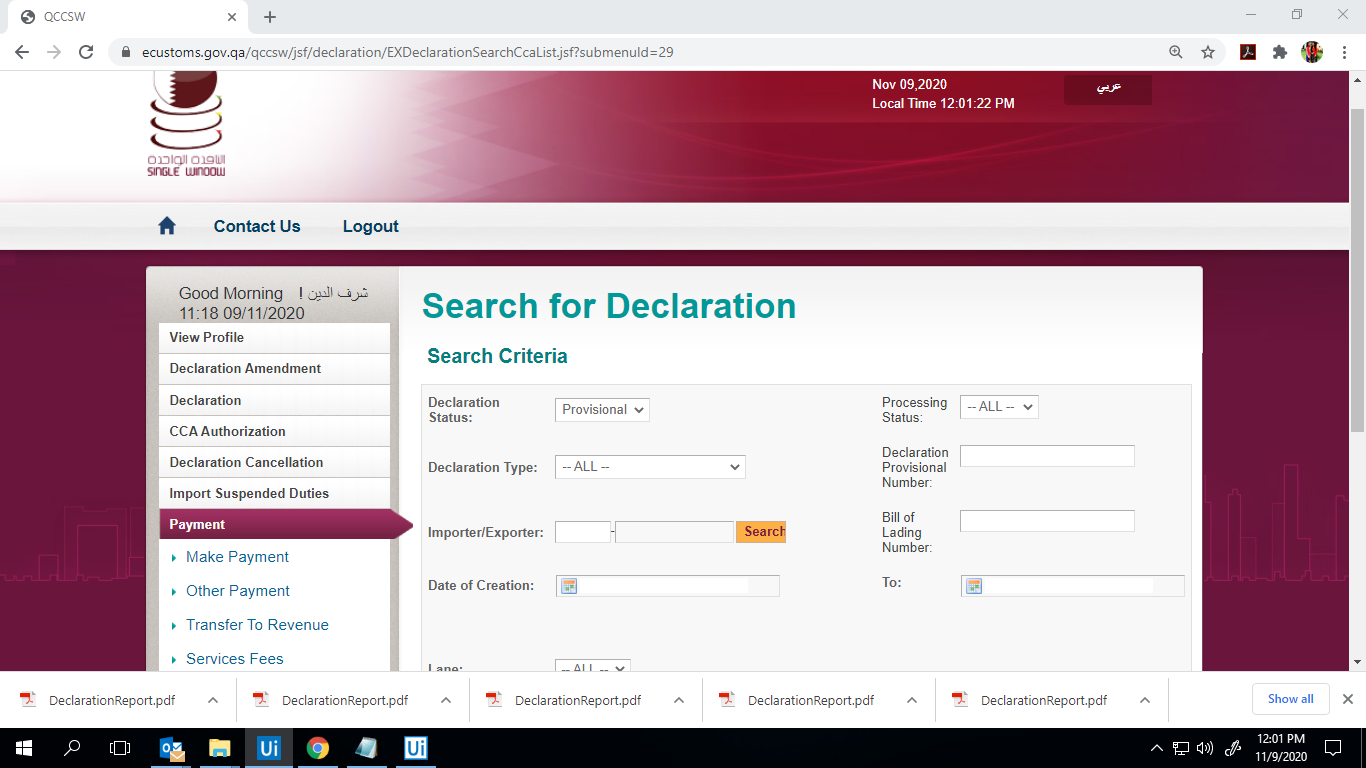 QCCSW
ecustoms.gov.qa/qccsw/jsf/declaration/EXDeclarationSearchCcaList.jsf?submenuId=29
Nov 09,2020
Local Time 12:01:22 PM
عربي
النافذة الواحدة
SINGLE WINDOW
Contact Us
Logout
Good Morning ! شرف الدين
11:18 09/11/2020
View Profile
Declaration Amendment
Declaration
CCA Authorization
Declaration Cancellation
Import Suspended Duties
Payment
Make Payment
Other Payment
Transfer To Revenue
Services Fees
Search for Declaration
Search Criteria
Declaration
Status:
Provisional
Processing
Status:
-- ALL --
Declaration Type:
-- ALL --
Declaration
Provisional
Number:
Importer/Exporter:
-
Search
Bill of
Lading
Number:
Date of Creation:
To:
Lane:
-- ALL --
DeclarationReport.pdf
DeclarationReport.pdf
DeclarationReport.pdf
DeclarationReport.pdf
DeclarationReport.pdf
Show all
Ui
Ui
12:01 PM
11/9/2020